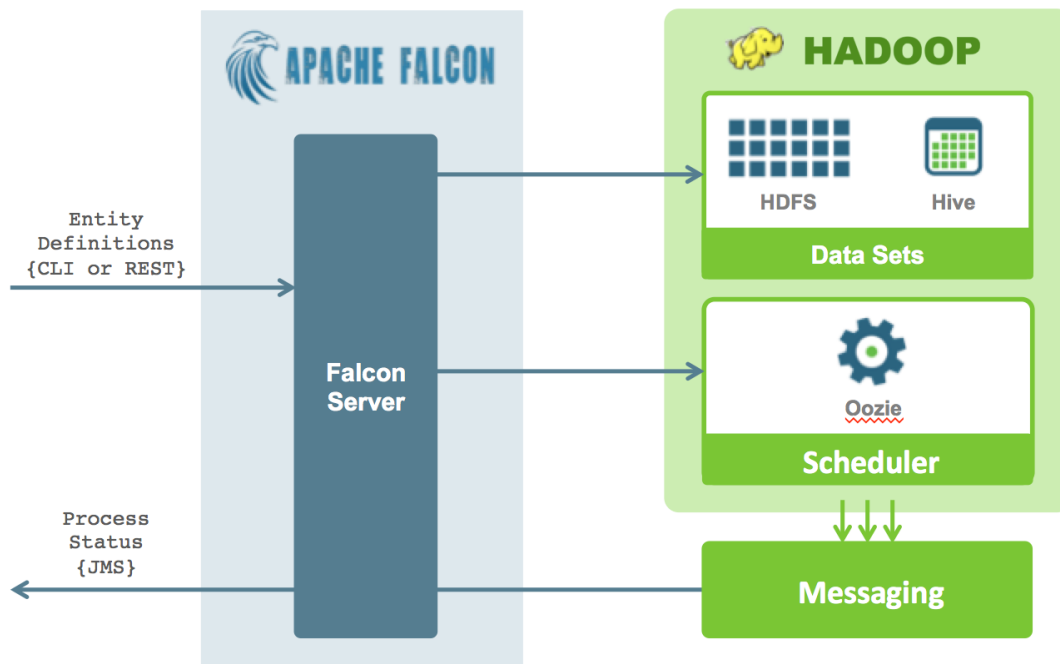 APACHE FALCON
HADOOP
HDFS
Hive
Data Sets
Entity
Definitions
{CLI or REST}
Falcon
Server
Oozie
Scheduler
Process
Status
{JMS}
Messaging